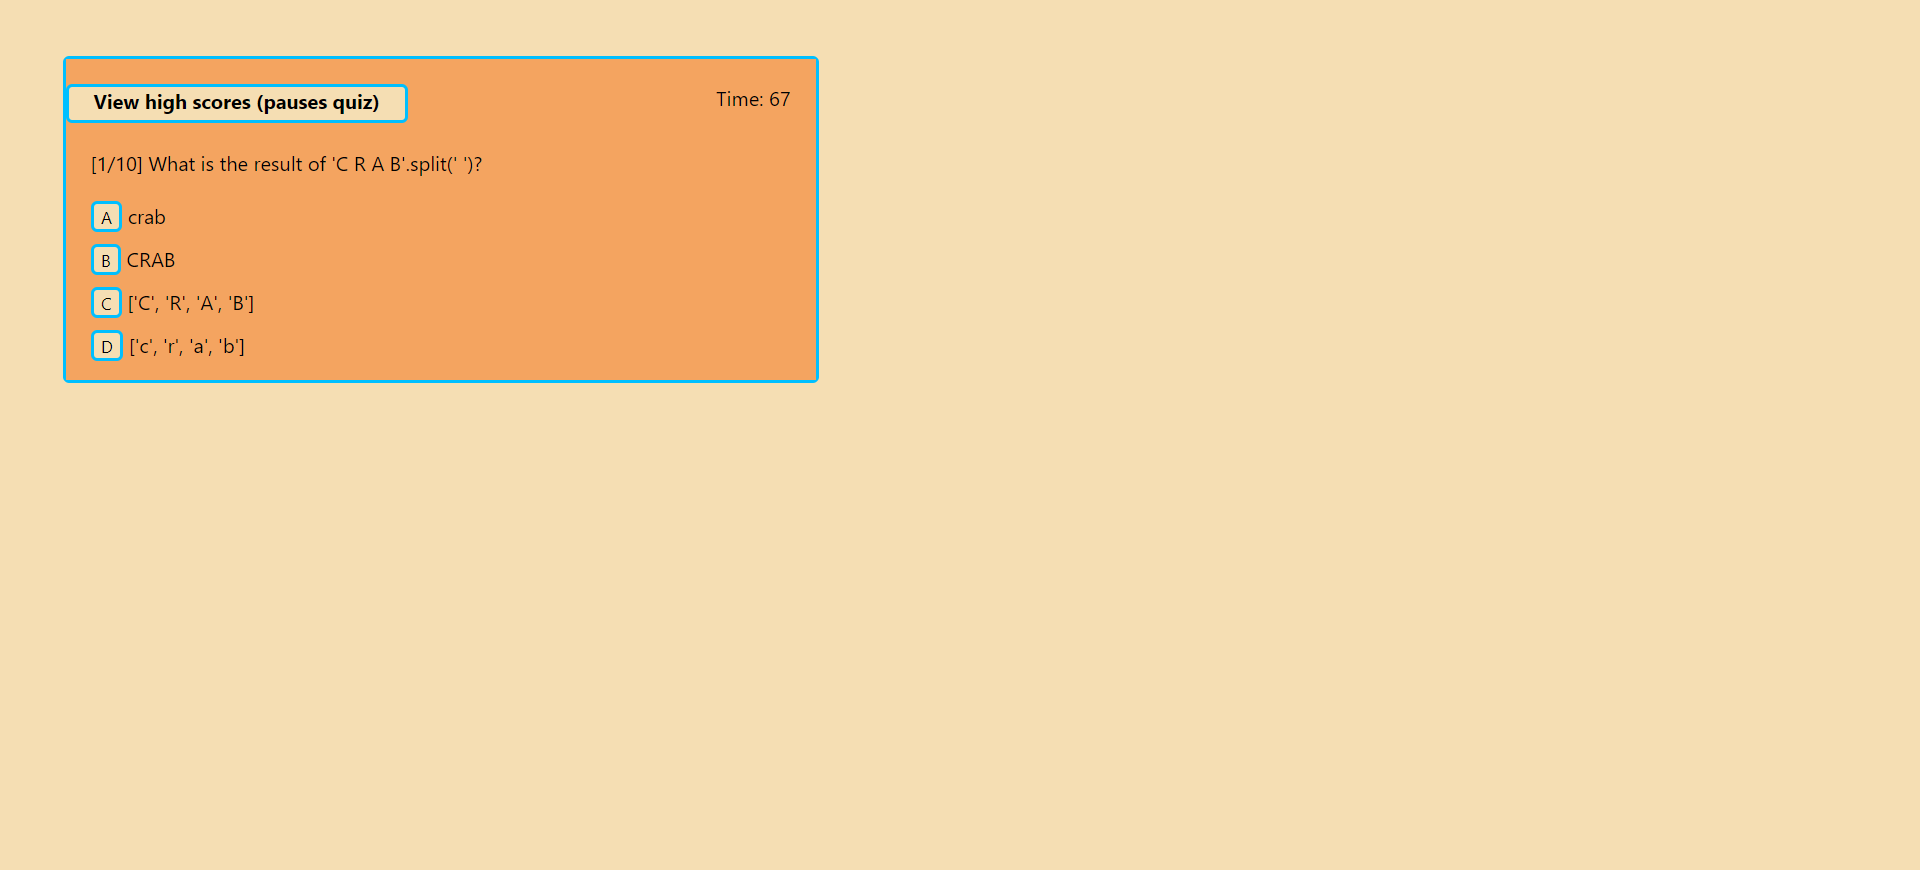 View high scores (pauses quiz)
Time: 67
[1/10] What is the result of 'C R A B'.split(' ')?
A crab
B CRAB
C ['C', 'R', 'A', 'B']
D ['c', 'r', 'a', 'b']